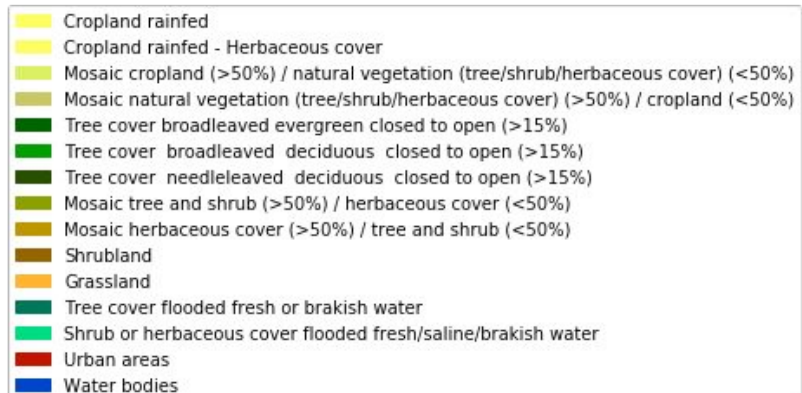 Cropland rainfed
Cropland rainfed - Herbaceous cover
Mosaic cropland (>50%) / natural vegetation (tree/shrub/herbaceous cover) (<50%)
Mosaic natural vegetation (tree/shrub/herbaceous cover) (>50%) / cropland (<50%)
Tree cover broadleaved evergreen closed to open (>15%)
Tree cover  broadleaved  deciduous  closed to open (>15%)
Tree cover  needleleaved  deciduous  closed to open (>15%)
Mosaic tree and shrub (>50%) / herbaceous cover (<50%)
Mosaic herbaceous cover (>50%) / tree and shrub (<50%)
Shrubland
Grassland
Tree cover flooded fresh or brakish water
Shrub or herbaceous cover flooded fresh/saline/brakish water
Urban areas
Water bodies